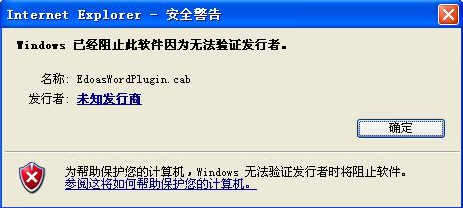 Internet Explorer - 安全警告
Windows 已经阻止此软件因为无法验证发行者。
名称: EdoasWordPlugin.cab
发行者: 未知发行商
确定
为帮助保护您的计算机，Windows 无法验证发行者时将阻止软件。
参阅这将如何帮助保护您的计算机。